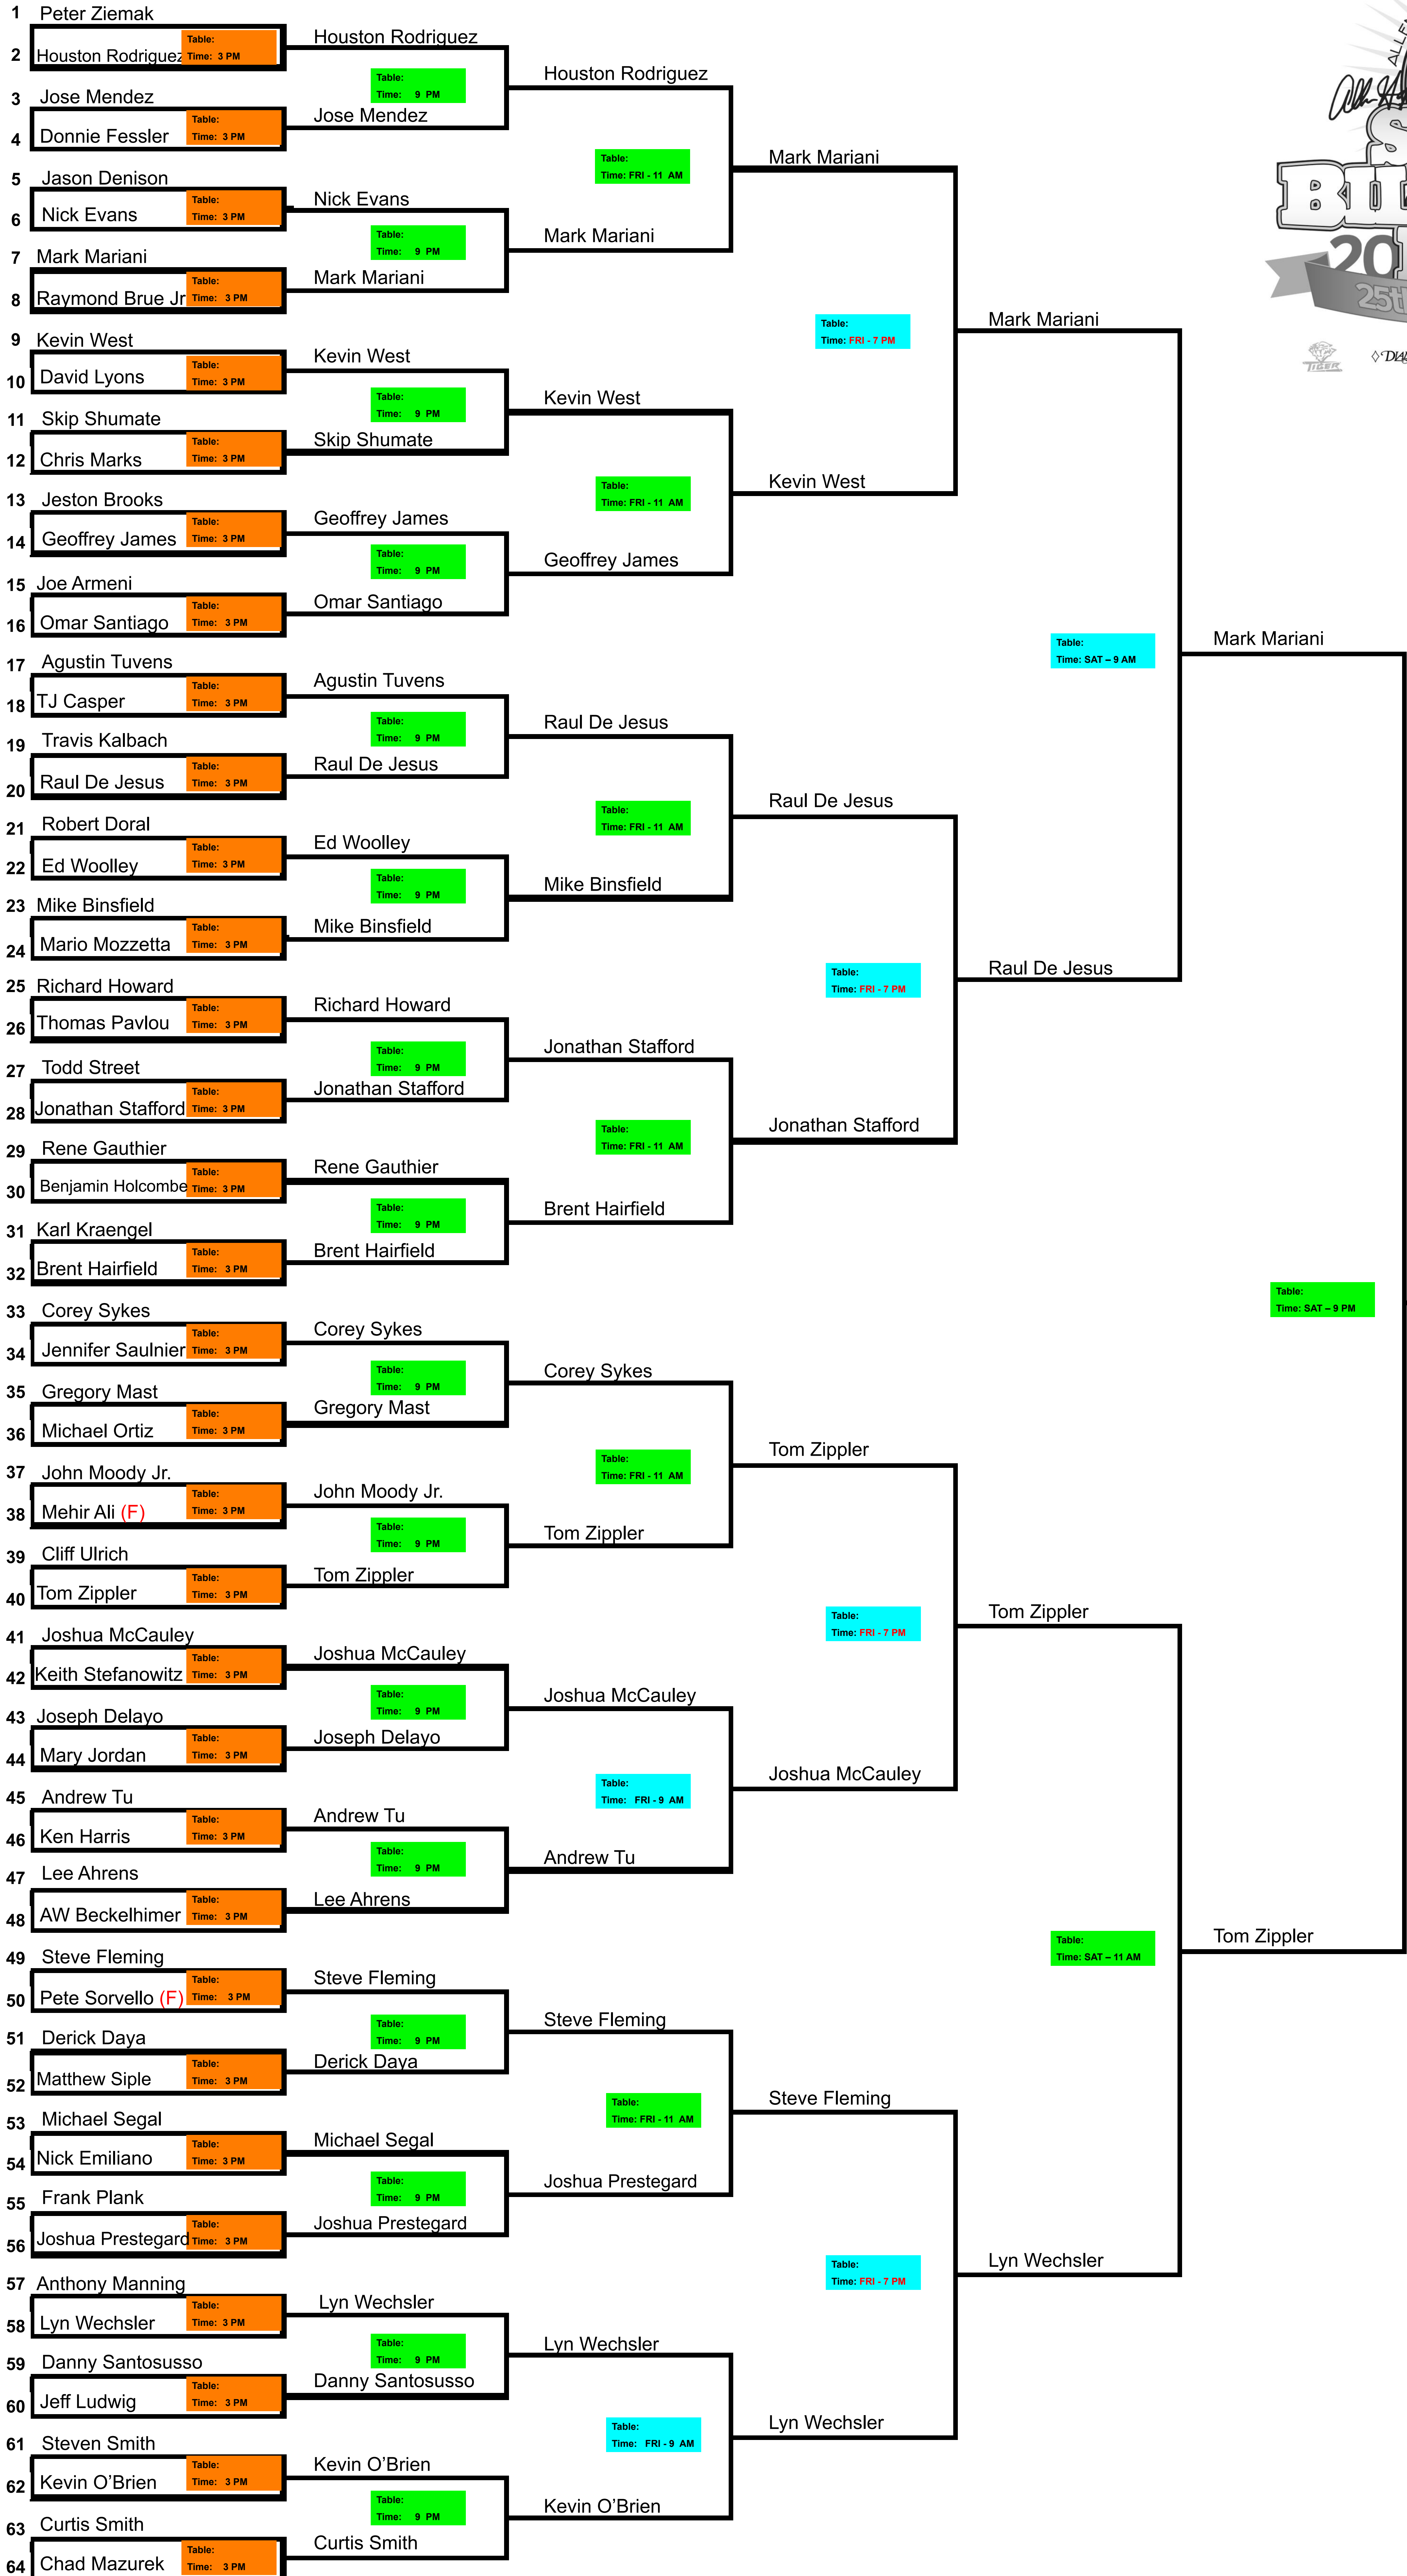 1 Peter Ziemak
2 Houston Rodriguez
Table:
Time: 3 PM
3 Jose Mendez
4 Donnie Fessler
Table:
Time: 3 PM
5 Jason Denison
6 Nick Evans
Table:
Time: 3 PM
7 Mark Mariani
8 Raymond Brue Jr
Table:
Time: 3 PM
9 Kevin West
10 David Lyons
Table:
Time: 3 PM
11 Skip Shumate
12 Chris Marks
Table:
Time: 3 PM
13 Jeston Brooks
14 Geoffrey James
Table:
Time: 3 PM
15 Joe Armeni
16 Omar Santiago
Table:
Time: 3 PM
17 Agustin Tuvens
18 TJ Casper
Table:
Time: 3 PM
19 Travis Kalbach
20 Raul De Jesus
Table:
Time: 3 PM
21 Robert Doral
22 Ed Woolley
Table:
Time: 3 PM
23 Mike Binsfield
24 Mario Mozzetta
Table:
Time: 3 PM
25 Richard Howard
26 Thomas Pavlou
Table:
Time: 3 PM
27 Todd Street
28 Jonathan Stafford
Table:
Time: 3 PM
29 Rene Gauthier
30 Benjamin Holcombe
Table:
Time: 3 PM
31 Karl Kraengel
32 Brent Hairfield
Table:
Time: 3 PM
33 Corey Sykes
34 Jennifer Saulnier
Table:
Time: 3 PM
35 Gregory Mast
36 Michael Ortiz
Table:
Time: 3 PM
37 John Moody Jr.
38 Mehir Ali (F)
Table:
Time: 3 PM
39 Cliff Ulrich
40 Tom Zippler
Table:
Time: 3 PM
41 Joshua McCauley
42 Keith Stefanowitz
Table:
Time: 3 PM
43 Joseph Delayo
44 Mary Jordan
Table:
Time: 3 PM
45 Andrew Tu
46 Ken Harris
Table:
Time: 3 PM
47 Lee Ahrens
48 AW Beckelhimer
Table:
Time: 3 PM
49 Steve Fleming
50 Pete Sorvello (F)
Table:
Time: 3 PM
51 Derick Daya
52 Matthew Siple
Table:
Time: 3 PM
53 Michael Segal
54 Nick Emiliano
Table:
Time: 3 PM
55 Frank Plank
56 Joshua Prestegard
Table:
Time: 3 PM
57 Anthony Manning
58 Lyn Wechsler
Table:
Time: 3 PM
59 Danny Santosusso
60 Jeff Ludwig
Table:
Time: 3 PM
61 Steven Smith
62 Kevin O'Brien
Table:
Time: 3 PM
63 Curtis Smith
64 Chad Mazurek
Table:
Time: 3 PM
Houston Rodriguez
Table:
Time: 9 PM
Jose Mendez
Nick Evans
Table:
Time: 9 PM
Mark Mariani
Kevin West
Table:
Time: 9 PM
Skip Shumate
Geoffrey James
Table:
Time: 9 PM
Omar Santiago
Agustin Tuvens
Table:
Time: 9 PM
Raul De Jesus
Ed Woolley
Table:
Time: 9 PM
Mike Binsfield
Richard Howard
Table:
Time: 9 PM
Jonathan Stafford
Rene Gauthier
Table:
Time: 9 PM
Brent Hairfield
Corey Sykes
Table:
Time: 9 PM
Gregory Mast
John Moody Jr.
Table:
Time: 9 PM
Tom Zippler
Joshua McCauley
Table:
Time: 9 PM
Joseph Delayo
Andrew Tu
Table:
Time: 9 PM
Lee Ahrens
Steve Fleming
Table:
Time: 9 PM
Derick Daya
Michael Segal
Table:
Time: 9 PM
Joshua Prestegard
Lyn Wechsler
Table:
Time: 9 PM
Danny Santosusso
Kevin O'Brien
Table:
Time: 9 PM
Curtis Smith
Houston Rodriguez
Table:
Time: FRI - 11 AM
Mark Mariani
Kevin West
Table:
Time: FRI - 11 AM
Geoffrey James
Raul De Jesus
Table:
Time: FRI - 11 AM
Mike Binsfield
Jonathan Stafford
Table:
Time: FRI - 11 AM
Brent Hairfield
Corey Sykes
Table:
Time: FRI - 11 AM
Tom Zippler
Joshua McCauley
Table:
Time: FRI - 9 AM
Andrew Tu
Steve Fleming
Table:
Time: FRI - 11 AM
Joshua Prestegard
Lyn Wechsler
Table:
Time: FRI - 9 AM
Kevin O'Brien
Mark Mariani
Table:
Time: FRI - 7 PM
Kevin West
Raul De Jesus
Table:
Time: FRI - 7 PM
Jonathan Stafford
Tom Zippler
Table:
Time: FRI - 7 PM
Joshua McCauley
Steve Fleming
Table:
Time: FRI - 7 PM
Lyn Wechsler
Mark Mariani
Table:
Time: SAT – 9 AM
Raul De Jesus
Tom Zippler
Table:
Time: SAT – 11 AM
Lyn Wechsler
Mark Mariani
Table:
Time: SAT – 9 PM
Tom Zippler
20
25th
TIGER